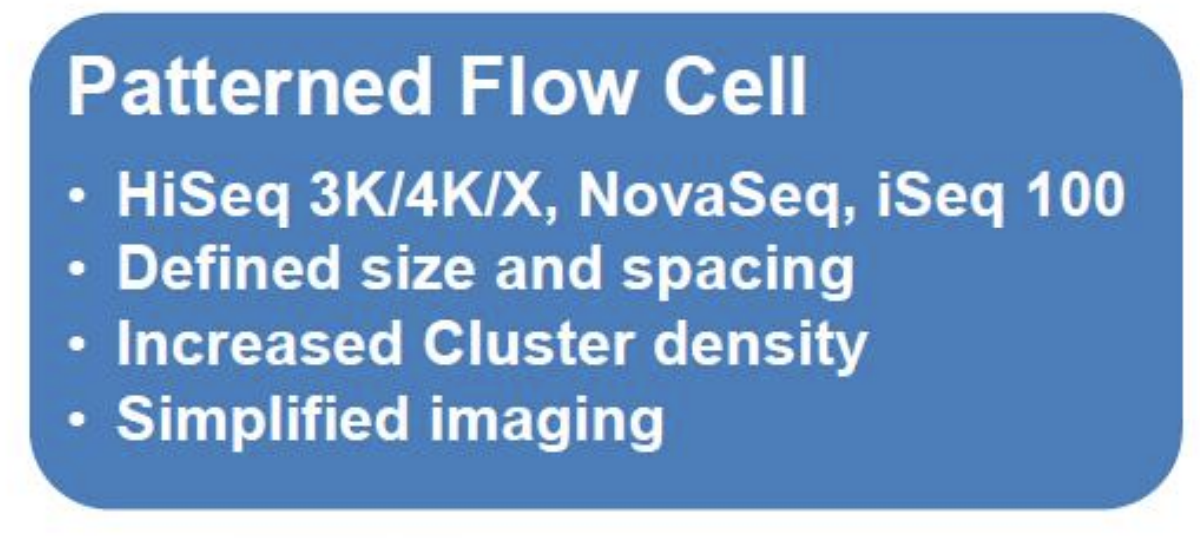 Patterned Flow Cell
• HiSeq 3K/4K/X, NovaSeq, iSeq 100
• Defined size and spacing
• Increased Cluster density
• Simplified imaging